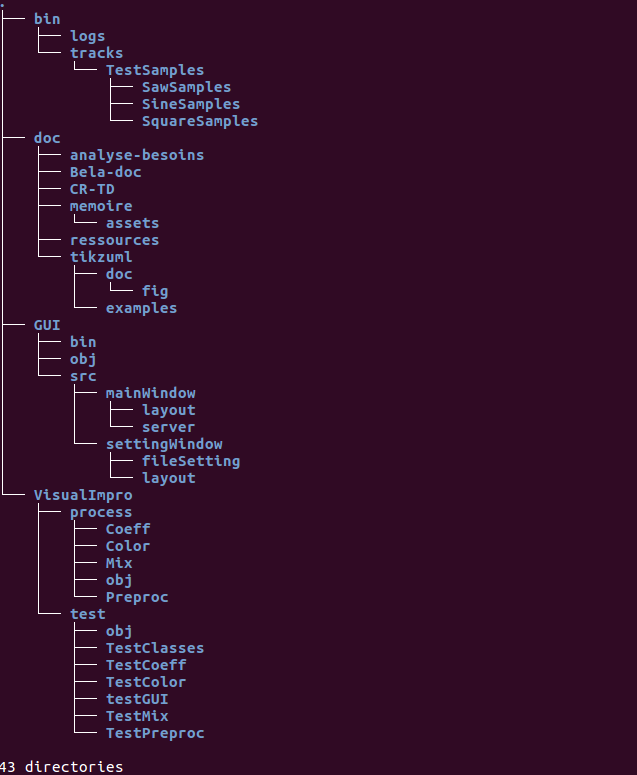 .
├── bin
│   ├── logs
│   └── tracks
│       └── TestSamples
│           ├── SawSamples
│           ├── SineSamples
│           └── SquareSamples
├── doc
│   ├── analyse-besoins
│   ├── Bela-doc
│   ├── CR-TD
│   ├── memoire
│   │   └── assets
│   ├── ressources
│   └── tikzuml
│       ├── doc
│       │   └── fig
│       └── examples
├── GUI
│   ├── bin
│   ├── obj
│   └── src
│       ├── mainWindow
│       │   ├── layout
│       │   └── server
│       └── settingWindow
│           ├── fileSetting
│           └── layout
└── VisualImpro
    ├── process
    │   ├── Coeff
    │   ├── Color
    │   ├── Mix
    │   ├── obj
    │   └── Preproc
    └── test
        ├── obj
        ├── TestClasses
        ├── TestCoeff
        ├── TestColor
        ├── testGUI
        ├── TestMix
        └── TestPreproc
43 directories